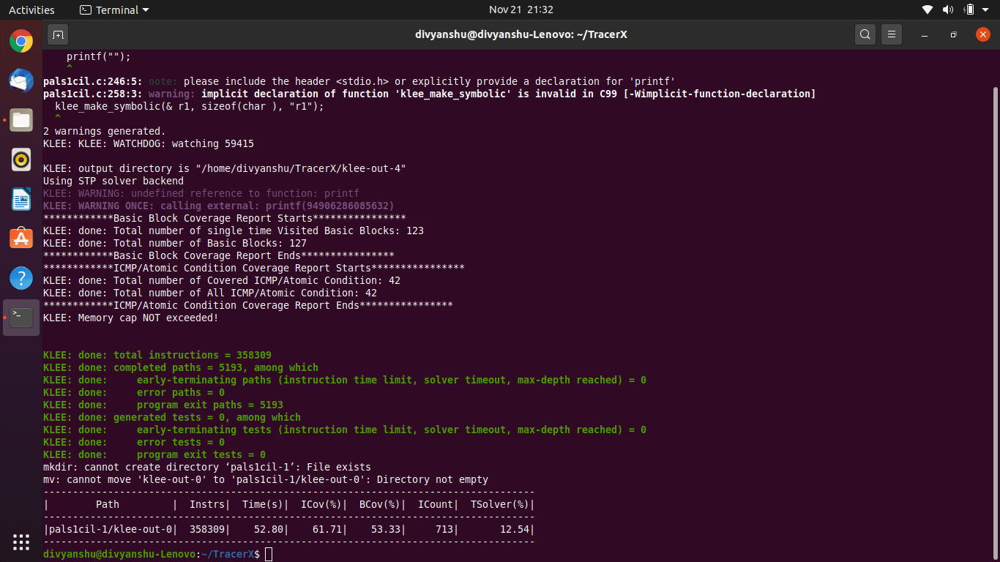 Activities
Terminal
Nov 21 21:32
divyanshu@divyanshu-Lenovo: ~/TracerX
    printf("");
    ^
pals1cil.c:246:5: note: please include the header <stdio.h> or explicitly provide a declaration for 'printf'
pals1cil.c:258:3: warning: implicit declaration of function 'klee_make_symbolic' is invalid in C99 [-Wimplicit-function-declaration]
  klee_make_symbolic(& r1, sizeof(char ), "r1");
  ^
2 warnings generated.
KLEE: KLEE: WATCHDOG: watching 59415
KLEE: output directory is "/home/divyanshu/TracerX/klee-out-4"
Using STP solver backend
KLEE: WARNING: undefined reference to function: printf
KLEE: WARNING ONCE: calling external: printf(94906286085632)
************Basic Block Coverage Report Starts****************
KLEE: done: Total number of single time Visited Basic Blocks: 123
KLEE: done: Total number of Basic Blocks: 127
************Basic Block Coverage Report Ends****************
************ICMP/Atomic Condition Coverage Report Starts****************
KLEE: done: Total number of Covered ICMP/Atomic Condition: 42
KLEE: done: Total number of All ICMP/Atomic Condition: 42
************ICMP/Atomic Condition Coverage Report Ends****************
KLEE: Memory cap NOT exceeded!
KLEE: done: total instructions = 358309
KLEE: done: completed paths = 5193, among which
KLEE: done:     early-terminating paths (instruction time limit, solver timeout, max-depth reached) = 0
KLEE: done:     error paths = 0
KLEE: done:     program exit paths = 5193
KLEE: done: generated tests = 0, among which
KLEE: done:     early-terminating tests (instruction time limit, solver timeout, max-depth reached) = 0
KLEE: done:     error tests = 0
KLEE: done:     program exit tests = 0
mkdir: cannot create directory ‘pals1cil-1’: File exists
mv: cannot move 'klee-out-0' to 'pals1cil-1/klee-out-0': Directory not empty
------------------------------------------------------------------------------------
|        Path         |  Instrs|  Time(s)|  ICov(%)|  BCov(%)|  ICount|  TSolver(%)|
------------------------------------------------------------------------------------
|pals1cil-1/klee-out-0|  358309|    52.80|    61.71|    53.33|     713|       12.54|
------------------------------------------------------------------------------------
divyanshu@divyanshu-Lenovo:~/TracerX$